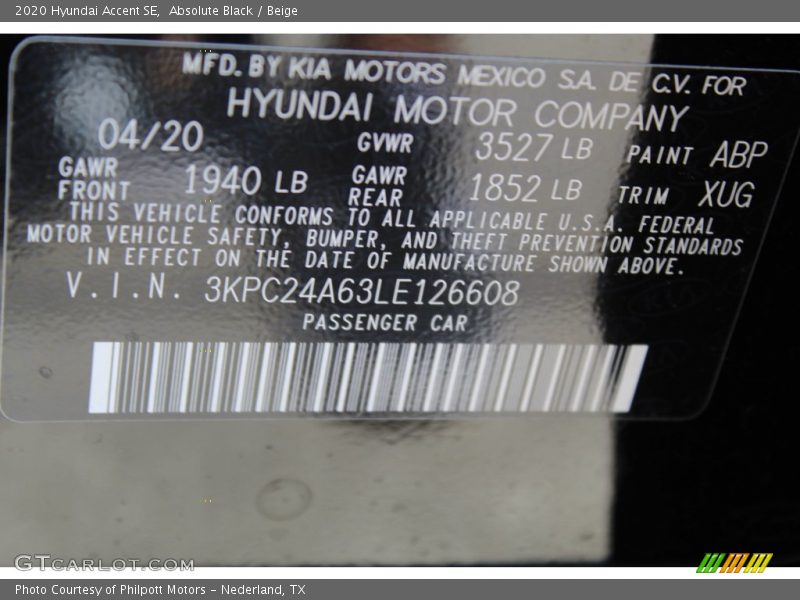 2020 Hyundai Accent SE,  Absolute Black / Beige
MFD. BY KIA MOTORS MEXICO S.A. DE C.V. FOR
HYUNDAI MOTOR COMPANY
04/20 GVWR 3527 LB PAINT ABP
GAWR FRONT 1940 LB GAWR REAR 1852 LB TRIM XUG
THIS VEHICLE CONFORMS TO ALL APPLICABLE U.S.A. FEDERAL
MOTOR VEHICLE SAFETY, BUMPER, AND THEFT PREVENTION STANDARDS
IN EFFECT ON THE DATE OF MANUFACTURE SHOWN ABOVE.
V.I.N. 3KPC24A63LE126608
PASSENGER CAR
GTCARLOT.COM
Photo Courtesy of Philpott Motors - Nederland, TX